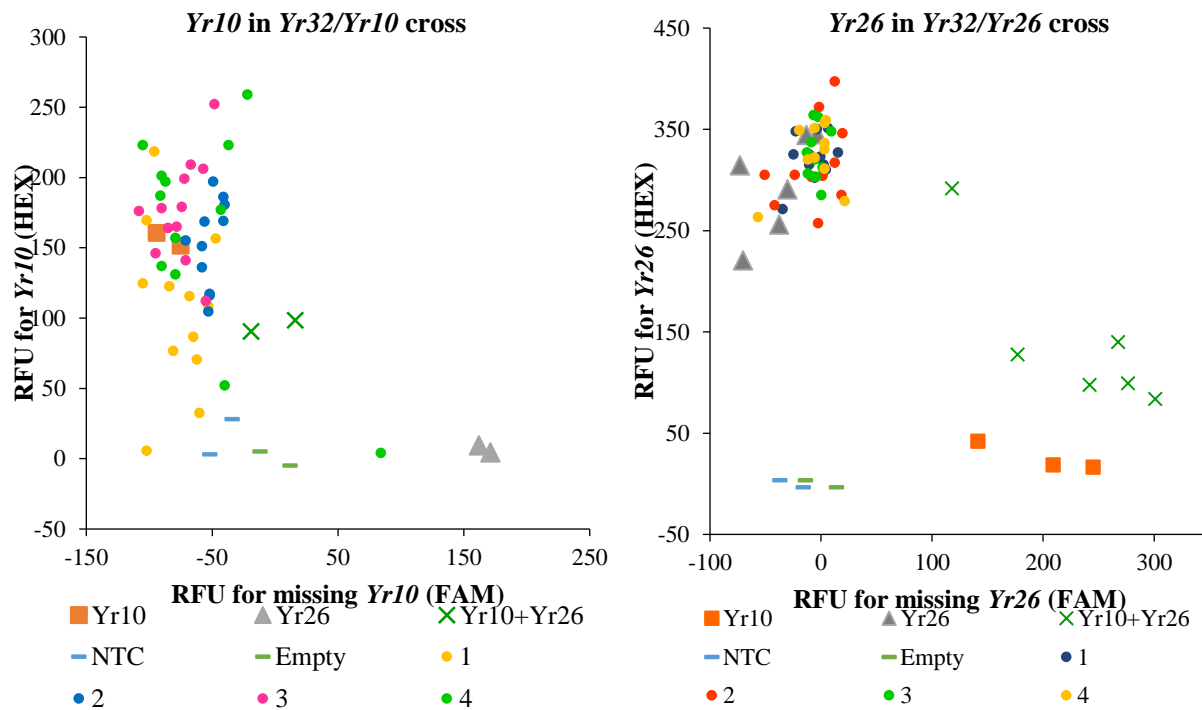 Yr10 in Yr32/Yr10 cross
300
250
200
150
100
50
0
-50
RFU for Yr10 (HEX)
-150
-50
50
150
250
RFU for missing Yr10 (FAM)
Yr10
Yr26
Yr10+Yr26
NTC
Empty
1
2
3
4
Yr26 in Yr32/Yr26 cross
450
350
250
150
50
-50
RFU for Yr26 (HEX)
-100
0
100
200
300
RFU for missing Yr26 (FAM)
Yr10
Yr26
Yr10+Yr26
NTC
Empty
1
2
3
4